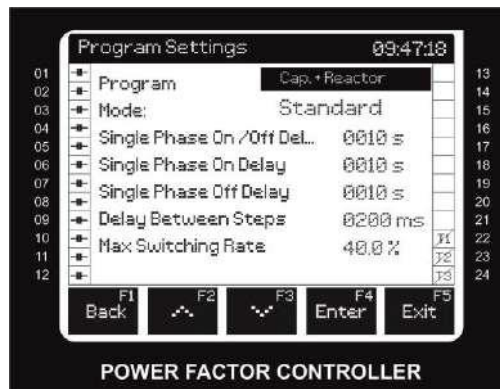 Program Settings 09:47:18
01 13
02 Program Cap.+Reactor 14
03 Mode: Standard 15
04 16
05 Single Phase On /Off Del... 0010 s 17
06 Single Phase On Delay 0010 s 18
07 19
08 Single Phase Off Delay 0010 s 20
09 Delay Between Steps 0200 ms 21
10 Max Switching Rate 40.0 % 22
11 23
12 24
F1 F2 F3 F4 F5
Back Enter Exit
POWER FACTOR CONTROLLER